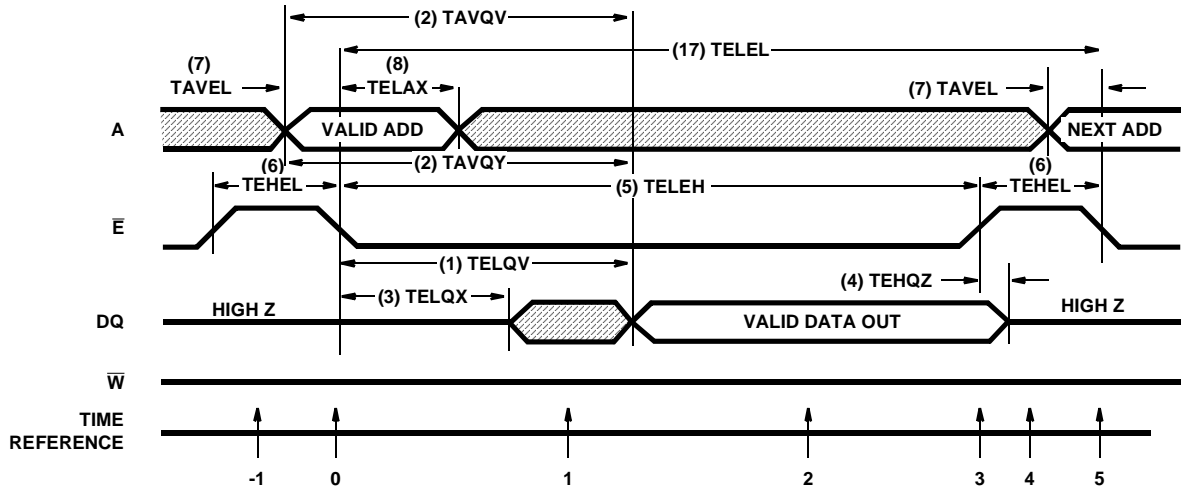 (2) TAVQV
(17) TELEL
(7)
TAVEL
(8)
TELAX
(7) TAVEL
A
VALID ADD
NEXT ADD
(2) TAVQY
(6)
TEHEL
(5) TELEH
(6)
TEHEL
E
(1) TELQV
(3) TELQX
(4) TEHQZ
HIGH Z
HIGH Z
DQ
VALID DATA OUT
W
TIME
REFERENCE
-1 0 1 2 3 4 5